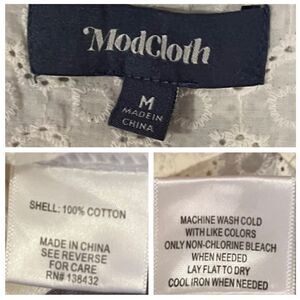 ModCloth
M
MADE IN
CHINA
SHELL: 100% COTTON
MADE IN CHINA
SEE REVERSE
FOR CARE
RN# 138432
MACHINE WASH COLD
WITH LIKE COLORS
ONLY NON-CHLORINE BLEACH
WHEN NEEDED
LAY FLAT TO DRY
COOL IRON WHEN NEEDED